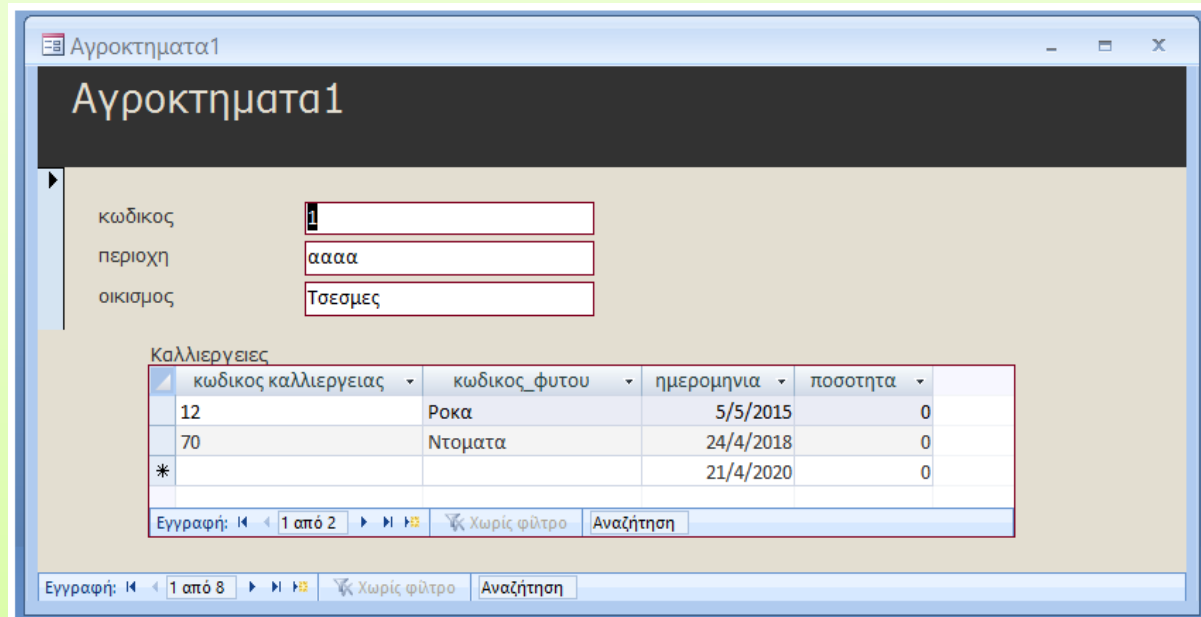 Αγροκτηματα1
Αγροκτηματα1
κωδικος 1
περιοχη αααα
οικισμος Τσεσμες
Καλλιεργειες
κωδικος καλλιεργειας κωδικος_φυτου ημερομηνια ποσοτητα
12 Ροκα 5/5/2015 0
70 Ντοματα 24/4/2018 0
* 21/4/2020 0
Εγγραφή: 1 από 2 Χωρίς φίλτρο Αναζήτηση
Εγγραφή: 1 από 8 Χωρίς φίλτρο Αναζήτηση